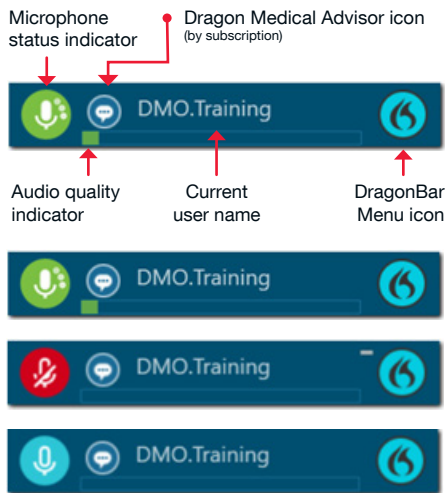 Microphone
status indicator
Dragon Medical Advisor icon
(by subscription)
DMO.Training
Audio quality
indicator
Current
user name
DragonBar
Menu icon
DMO.Training
DMO.Training
DMO.Training